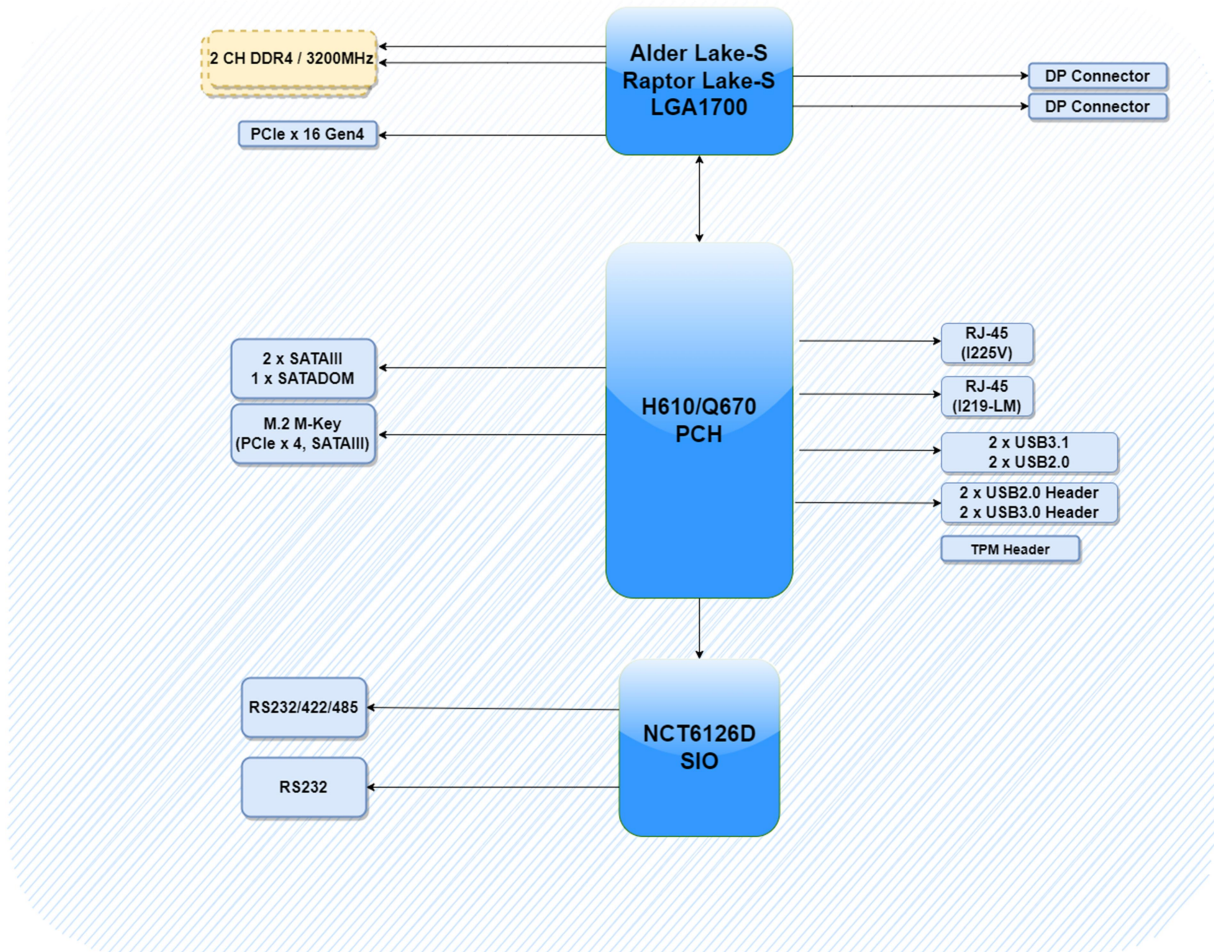 Alder Lake-S
Raptor Lake-S
LGA1700
2 CH DDR4 / 3200MHz
PCIe x 16 Gen4
DP Connector
DP Connector
H610/Q670
PCH
2 x SATAIII
1 x SATADOM
M.2 M-Key
(PCIe x 4, SATAIII)
RJ-45
(I225V)
RJ-45
(I219-LM)
2 x USB3.1
2 x USB2.0
2 x USB2.0 Header
2 x USB3.0 Header
TPM Header
NCT6126D
SIO
RS232/422/485
RS232